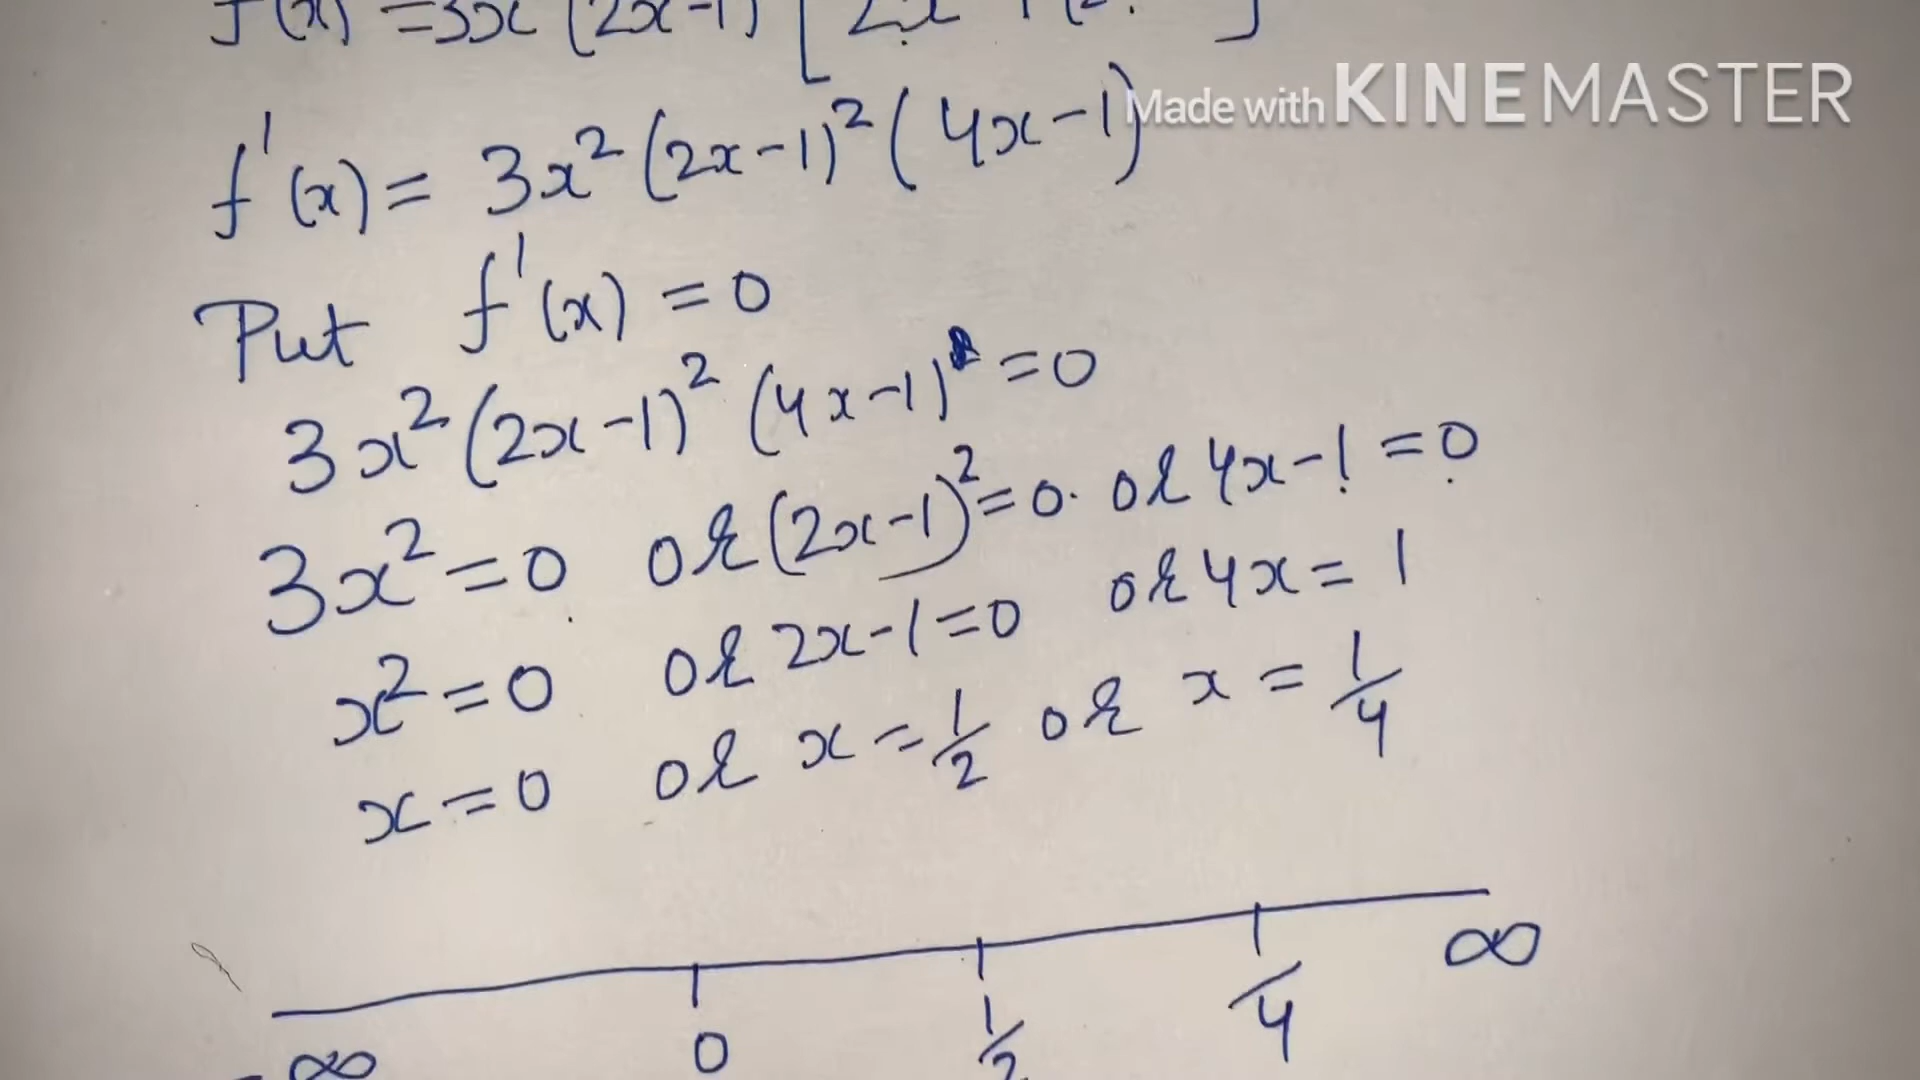 f'(x) = 3x² (2x-1)² (4x-1)
Made with KINEMASTER
Put f'(x) = 0
3x² (2x-1)² (4x-1) = 0
3x² = 0 or (2x-1)² = 0 or 4x-1 = 0
x² = 0 or 2x-1 = 0 or 4x = 1
x = 0 or x = 1/2 or x = 1/4
-∞ 0 1/2 1/4 ∞